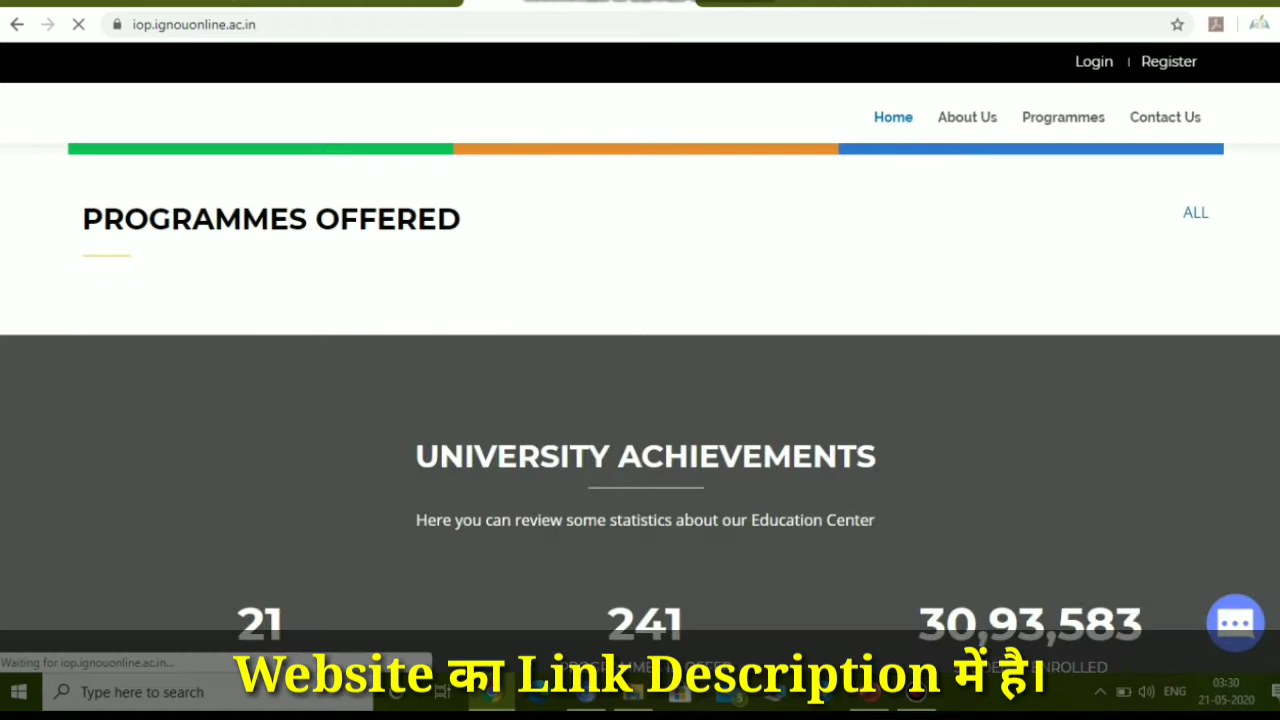 iop.ignouonline.ac.in
Login | Register
Home About Us Programmes Contact Us
PROGRAMMES OFFERED
ALL
UNIVERSITY ACHIEVEMENTS
Here you can review some statistics about our Education Center
21 241 30,93,583
ENROLLED
Waiting for iop.ignouonline.ac.in...
Website का Link Description में है।
Type here to search
ENG
03:30
21-05-2020